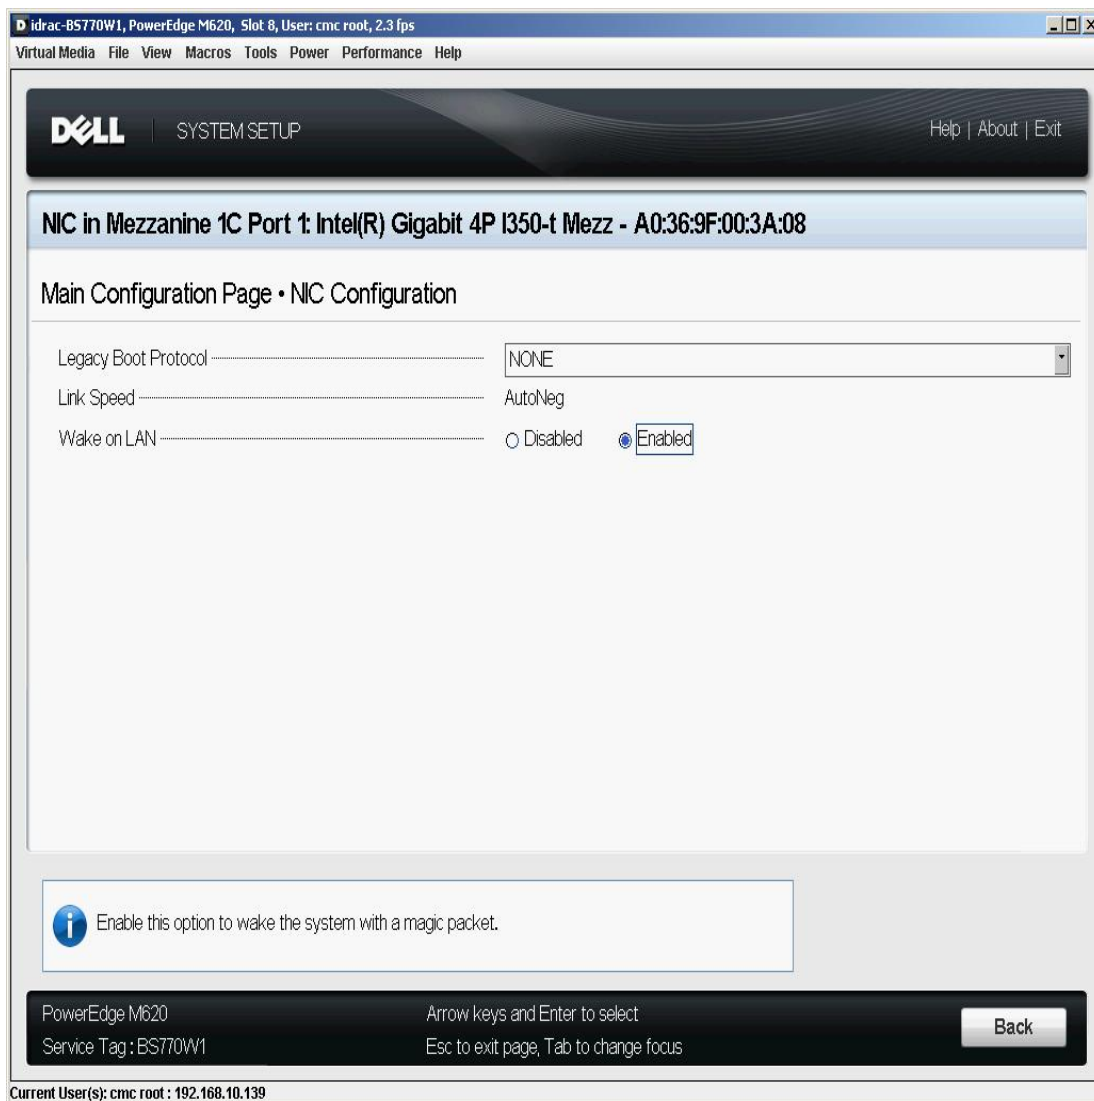 idrac-BS770W1, PowerEdge M620, Slot 8, User: cmc root, 2.3 fps
Virtual Media File View Macros Tools Power Performance Help
DELL SYSTEM SETUP Help | About | Exit
NIC in Mezzanine 1C Port 1: Intel(R) Gigabit 4P I350-t Mezz - A0:36:9F:00:3A:08
Main Configuration Page • NIC Configuration
Legacy Boot Protocol NONE
Link Speed AutoNeg
Wake on LAN Disabled Enabled
Enable this option to wake the system with a magic packet.
PowerEdge M620 Arrow keys and Enter to select
Service Tag : BS770W1 Esc to exit page, Tab to change focus
Back
Current User(s): cmc root : 192.168.10.139